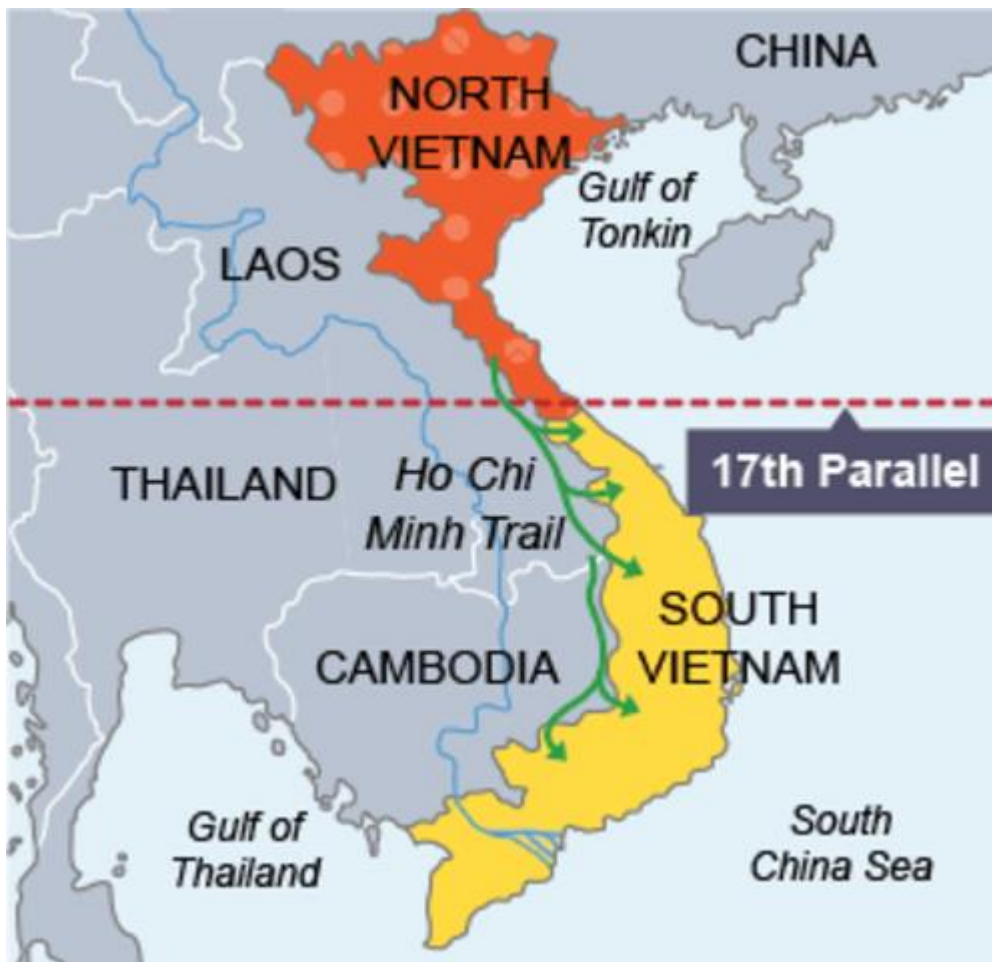 CHINA
NORTH
VIETNAM
Gulf of
Tonkin
LAOS
17th Parallel
THAILAND
Ho Chi
Minh Trail
SOUTH
VIETNAM
CAMBODIA
Gulf of
Thailand
South
China Sea